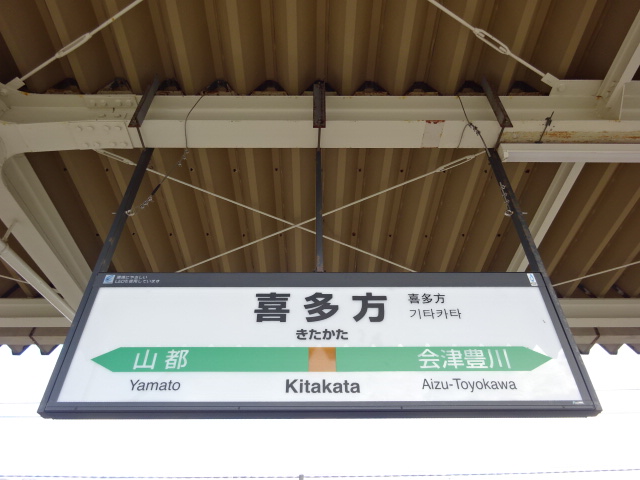 喜多方
喜多方
기타카타
きたかた
山都
会津豊川
Yamato
Kitakata
Aizu-Toyokawa